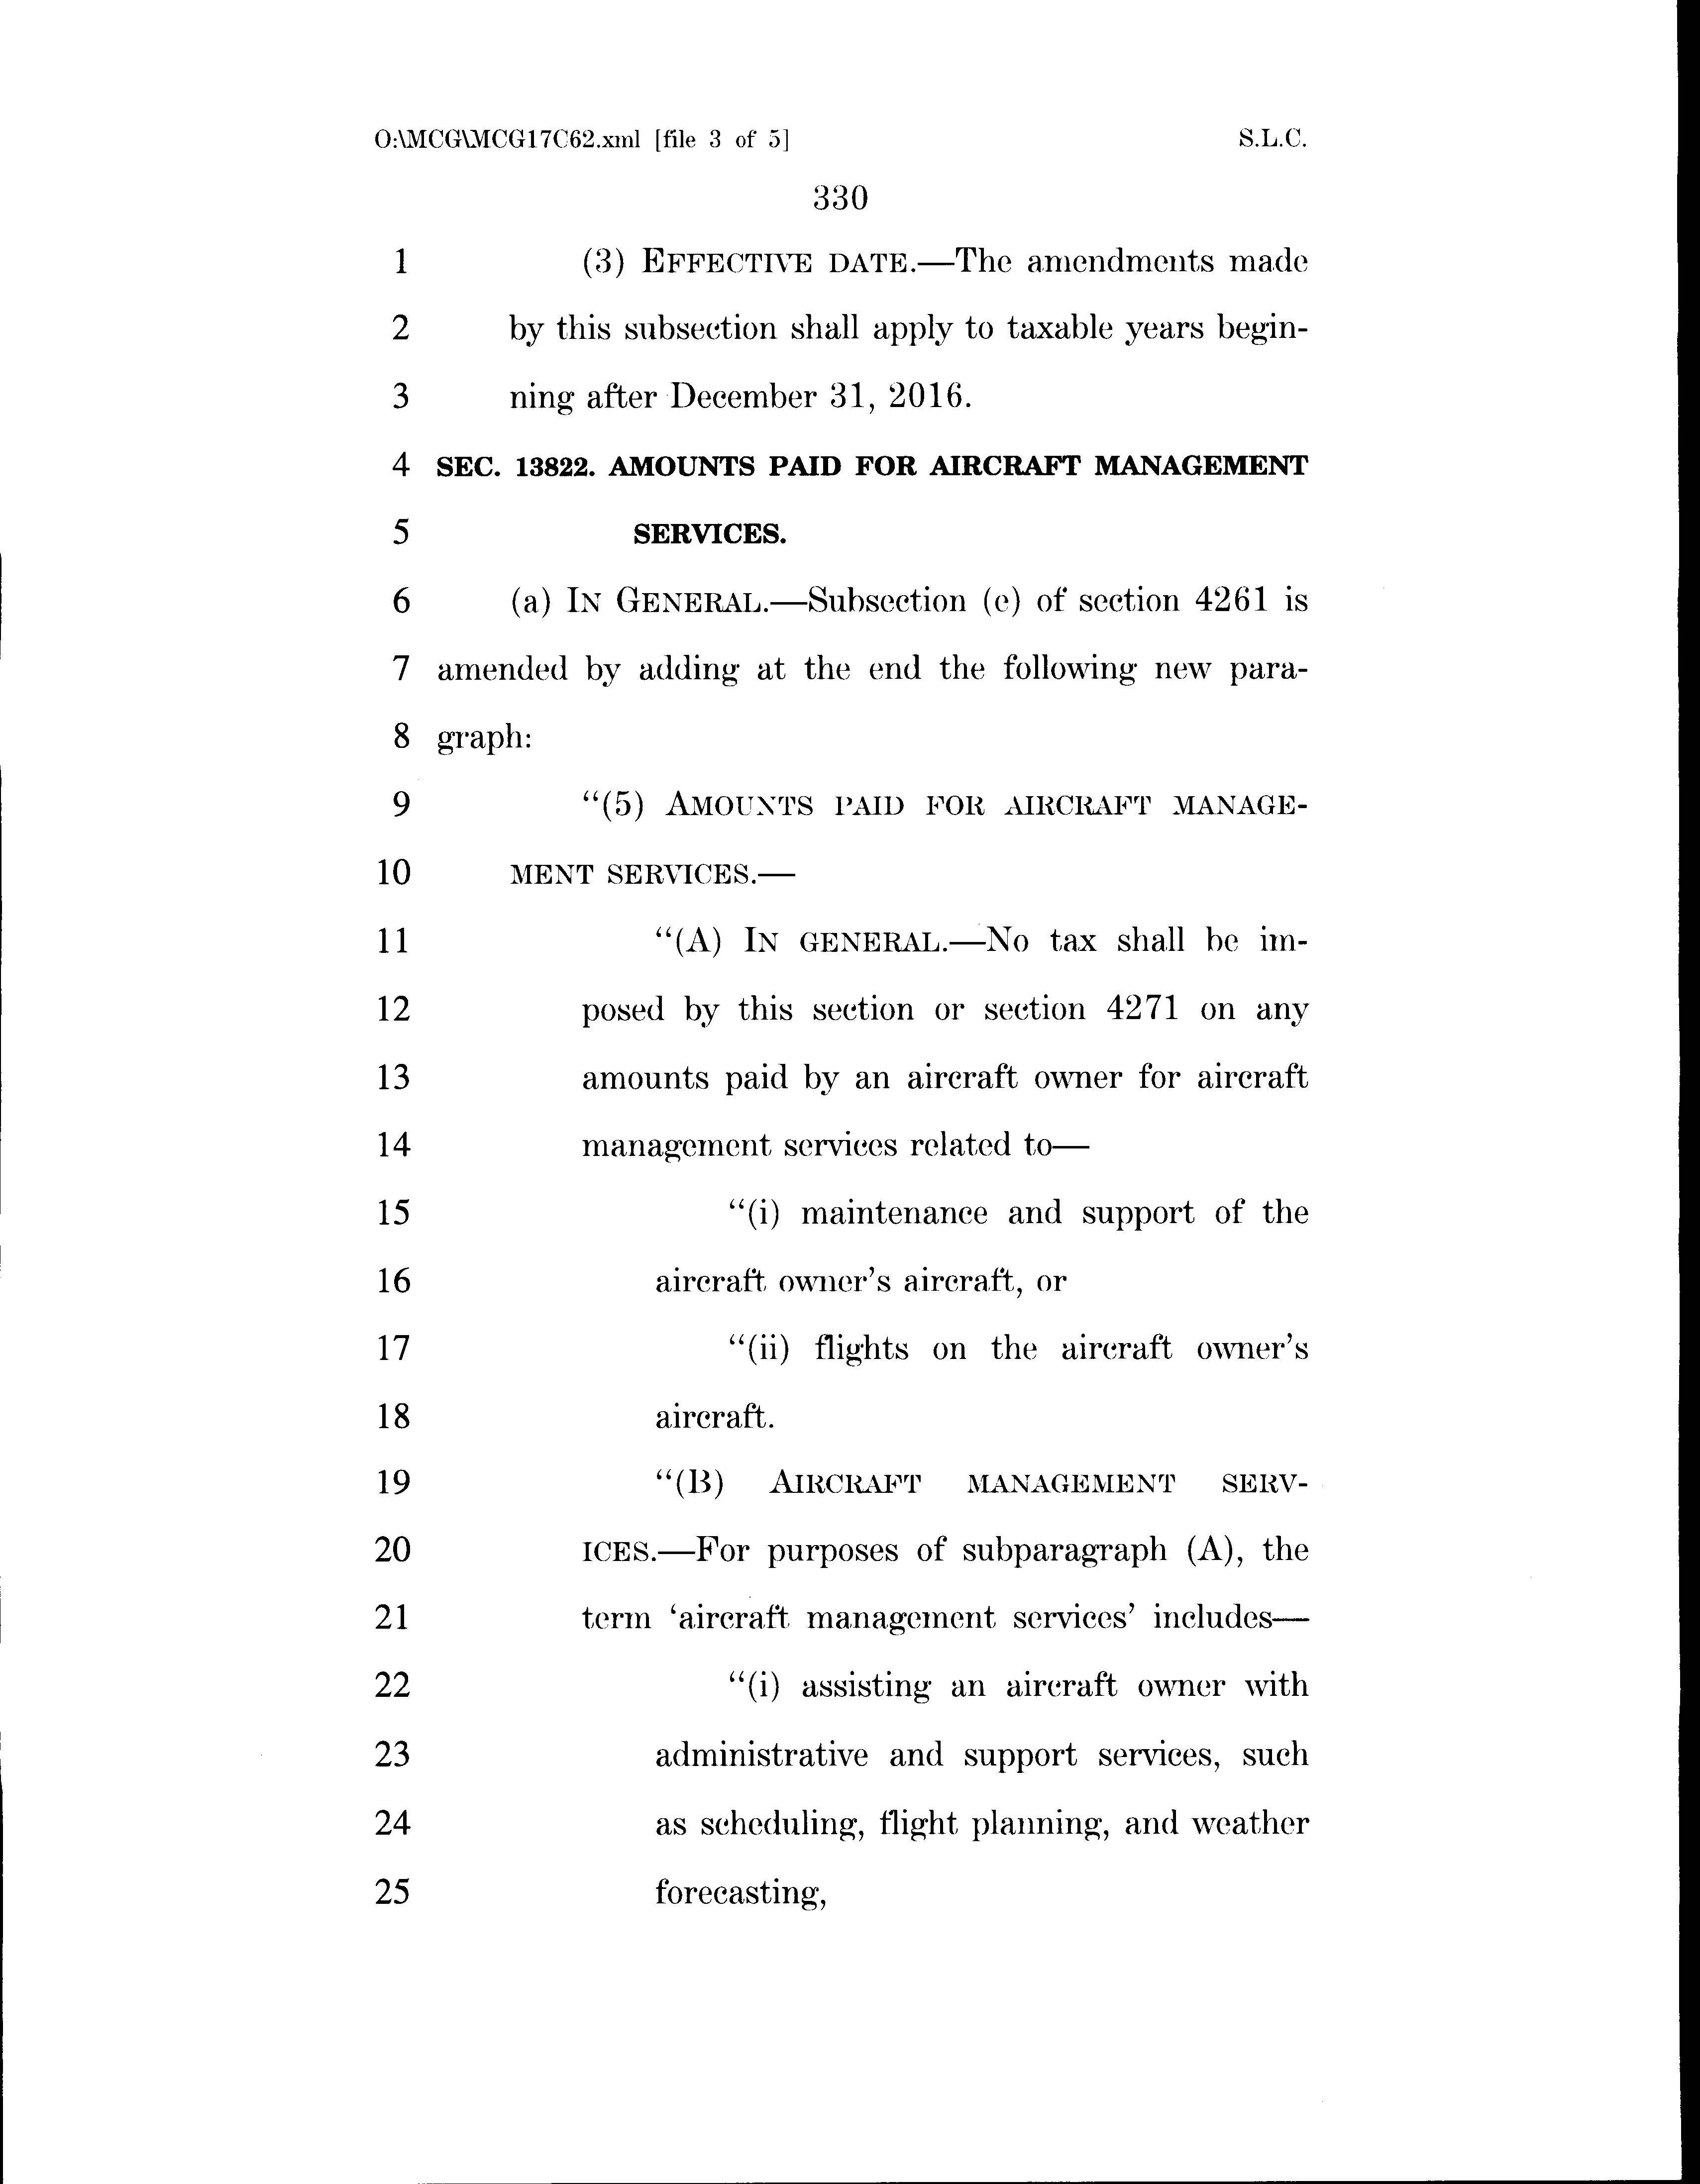 O:\MCG\MCG17C62.xml [file 3 of 5] S.L.C.
330
1 (3) EFFECTIVE DATE.—The amendments made
2 by this subsection shall apply to taxable years begin-
3 ning after December 31, 2016.
4 SEC. 13822. AMOUNTS PAID FOR AIRCRAFT MANAGEMENT
5 SERVICES.
6 (a) IN GENERAL.—Subsection (e) of section 4261 is
7 amended by adding at the end the following new para-
8 graph:
9 “(5) AMOUNTS PAID FOR AIRCRAFT MANAGE-
10 MENT SERVICES.—
11 “(A) IN GENERAL.—No tax shall be im-
12 posed by this section or section 4271 on any
13 amounts paid by an aircraft owner for aircraft
14 management services related to—
15 “(i) maintenance and support of the
16 aircraft owner’s aircraft, or
17 “(ii) flights on the aircraft owner’s
18 aircraft.
19 “(B) AIRCRAFT MANAGEMENT SERV-
20 ICES.—For purposes of subparagraph (A), the
21 term ‘aircraft management services’ includes—
22 “(i) assisting an aircraft owner with
23 administrative and support services, such
24 as scheduling, flight planning, and weather
25 forecasting,